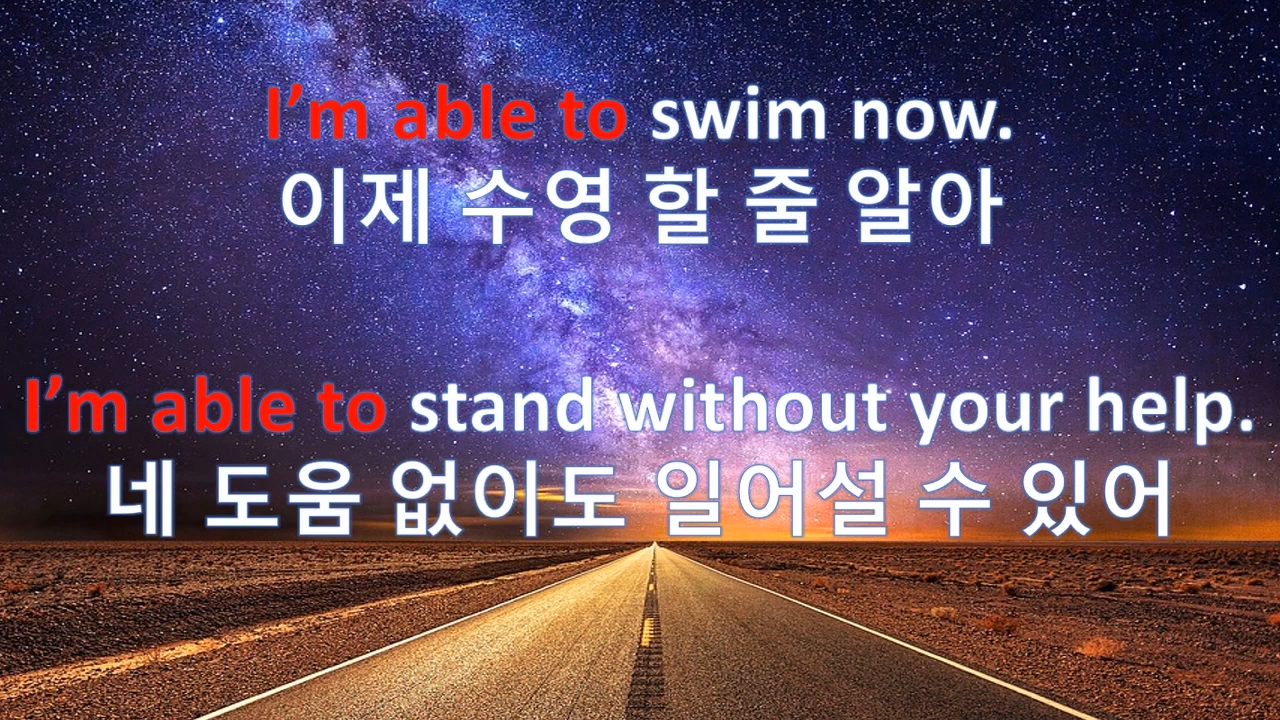 I’m able to swim now.
이제 수영 할 줄 알아
I’m able to stand without your help.
네 도움 없이도 일어설 수 있어